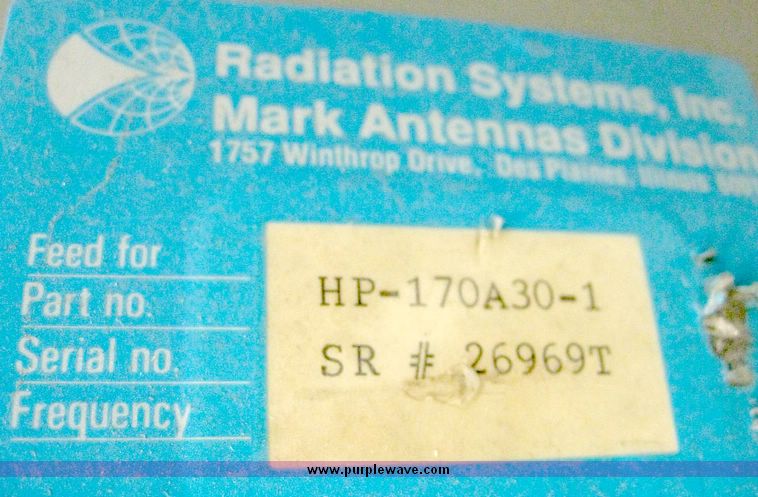 Radiation Systems, Inc.
Mark Antennas Division
1757 Winthrop Drive, Des Plaines, Illinois
Feed for
Part no.
HP-170A30-1
Serial no.
SR # 26969T
Frequency
www.purplewave.com